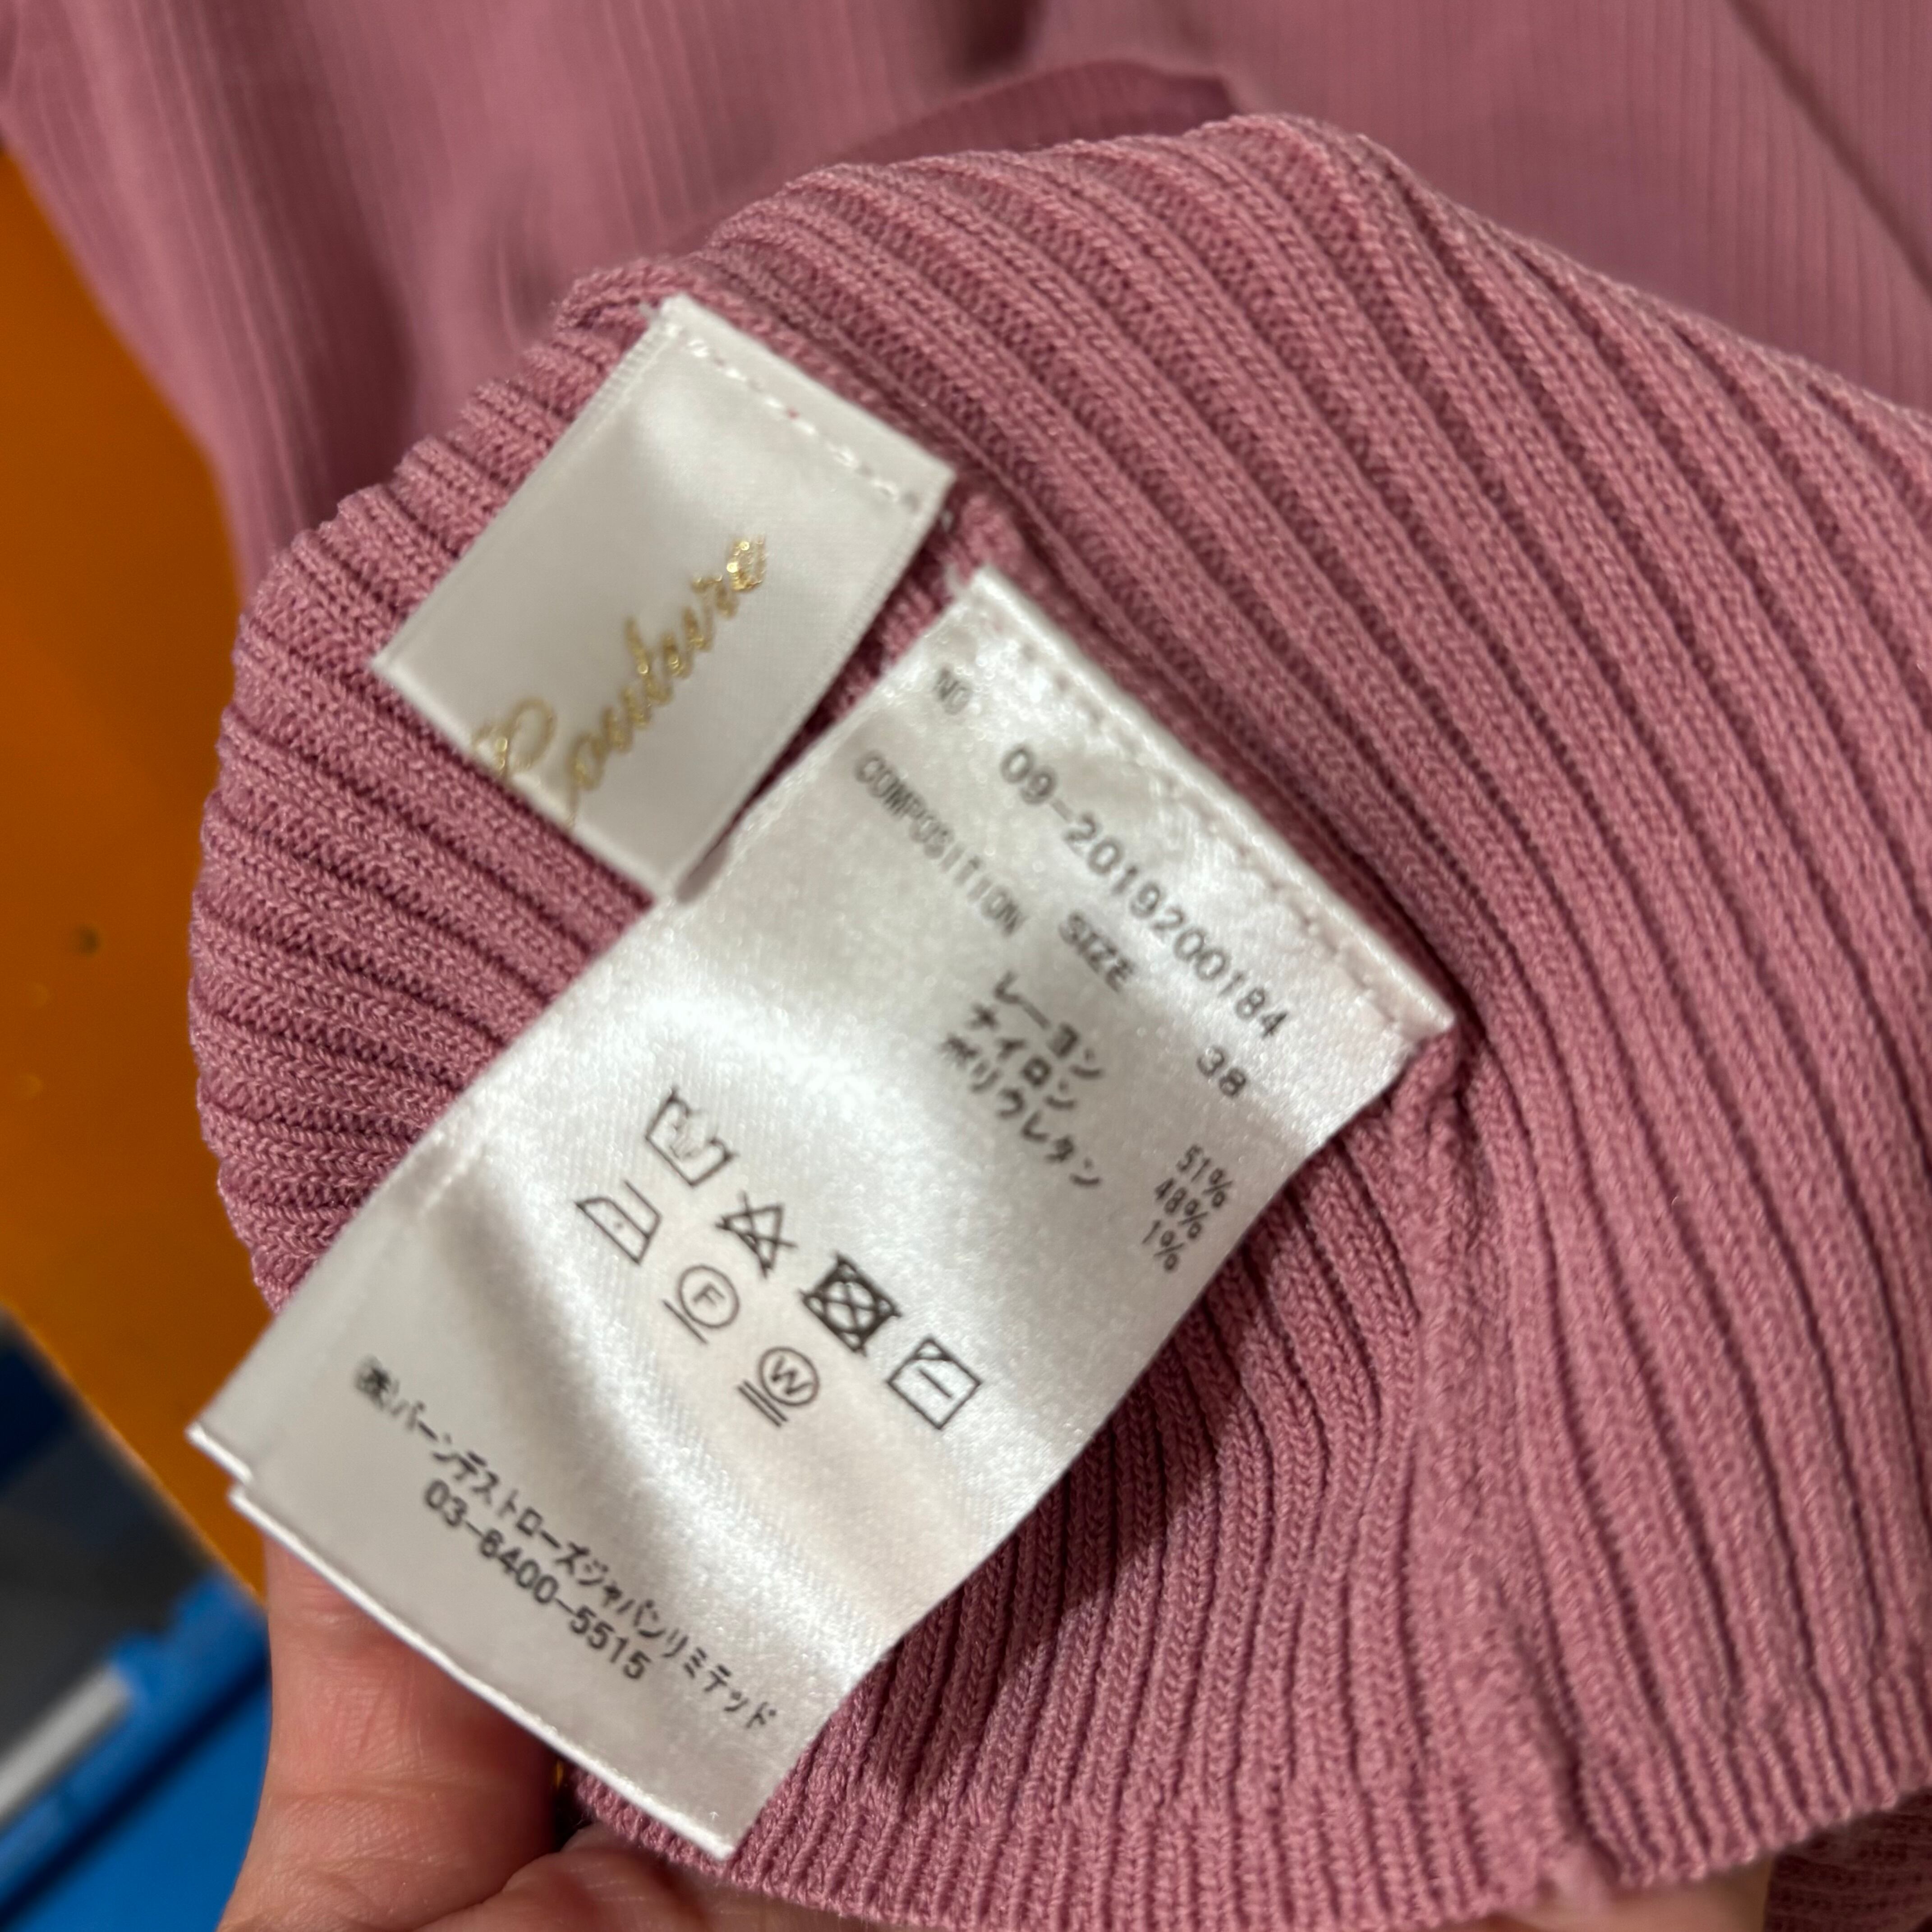 Couture
NO 09-2019200184
SIZE 38
COMPOSITION
レーヨン 51%
ナイロン 48%
ポリウレタン 1%
F
W
㈱バーンデストローズジャパンリミテッド
03-6400-5515